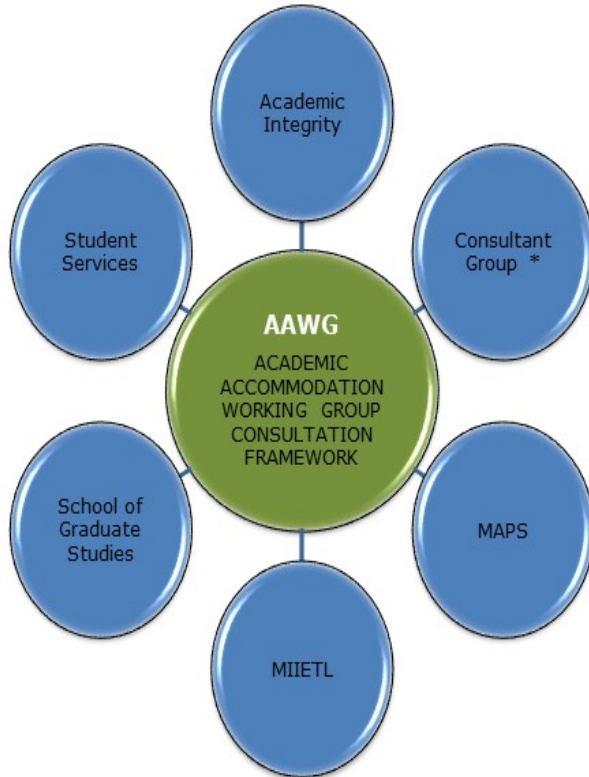 Academic
Integrity
Student
Services
Consultant
Group *
AAWG
ACADEMIC
ACCOMMODATION
WORKING GROUP
CONSULTATION
FRAMEWORK
School of
Graduate
Studies
MAPS
MIIETL